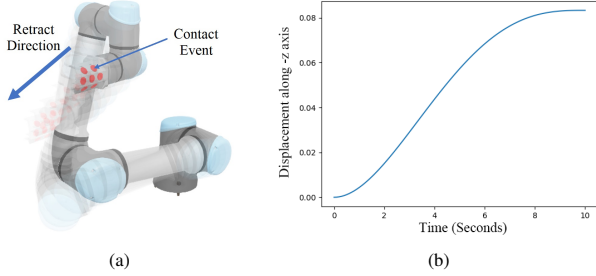 Retract
Direction
Contact
Event
(a)
Displacement along -z axis
0.08
0.06
0.04
0.02
0.00
0
2
4
6
8
10
Time (Seconds)
(b)